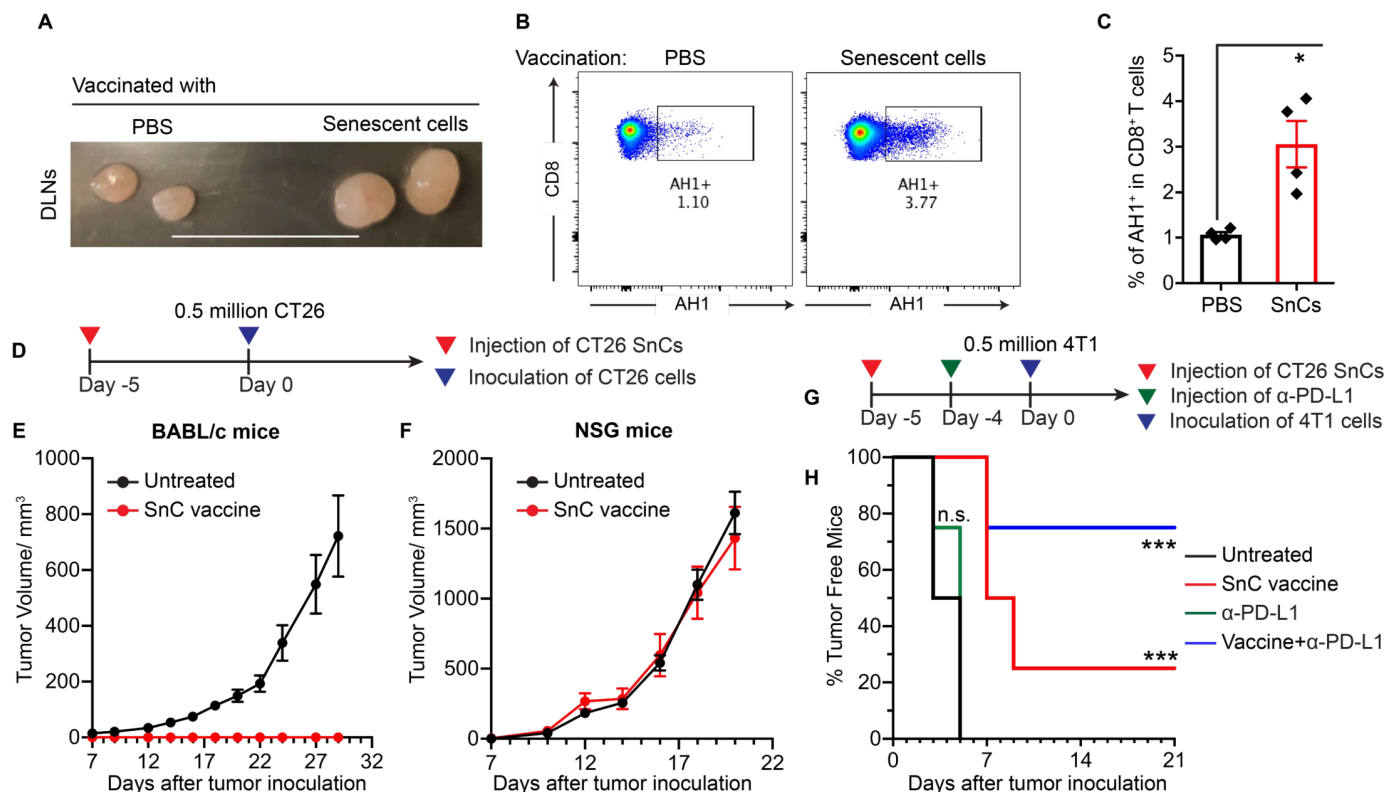 A
Vaccinated with
PBS
Senescent cells
DLNs
B
Vaccination:
PBS
Senescent cells
CD8
AH1+
1.10
AH1+
3.77
AH1
AH1
C
% of AH1⁺ in CD8⁺ T cells
5
4
3
2
1
0
*
PBS
SnCs
D
0.5 million CT26
Day -5
Day 0
Injection of CT26 SnCs
Inoculation of CT26 cells
E
BABL/c mice
Tumor Volume/ mm³
1000
800
600
400
200
0
Untreated
SnC vaccine
7
12
17
22
27
32
Days after tumor inoculation
F
NSG mice
Tumor Volume/ mm³
2000
1500
1000
500
0
Untreated
SnC vaccine
7
12
17
22
Days after tumor inoculation
G
0.5 million 4T1
Day -5
Day -4
Day 0
Injection of CT26 SnCs
Injection of α-PD-L1
Inoculation of 4T1 cells
H
% Tumor Free Mice
100
80
60
40
20
0
n.s.
***
***
Untreated
SnC vaccine
α-PD-L1
Vaccine+α-PD-L1
0
7
14
21
Days after tumor inoculation